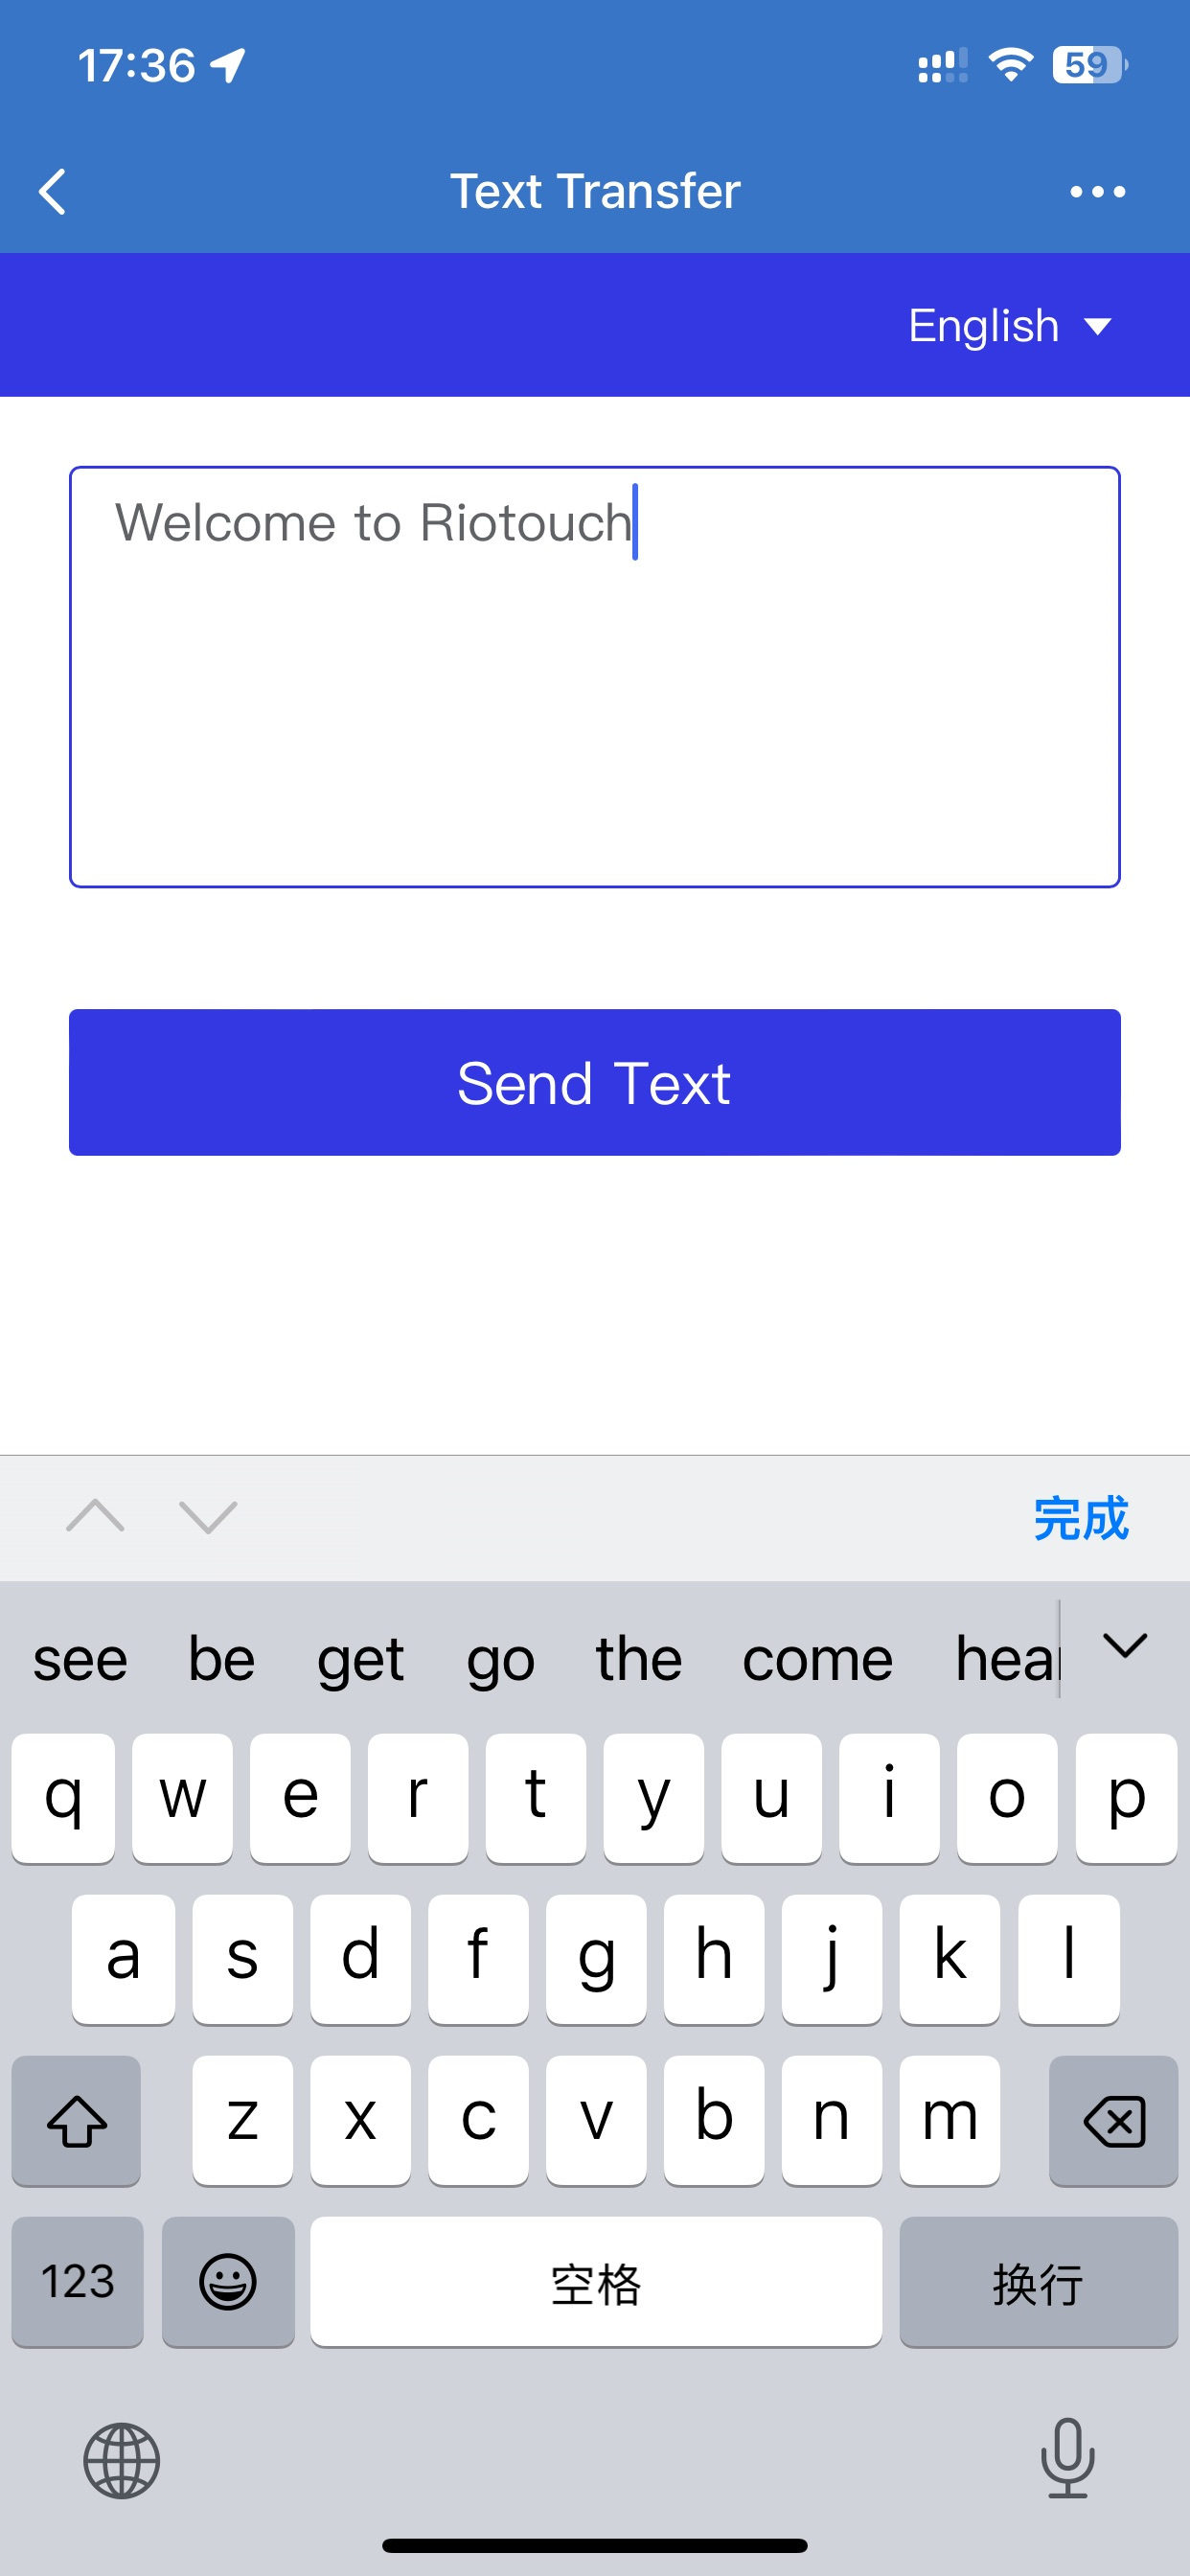 17:36 59
Text Transfer
English
Welcome to Riotouch
Send Text
完成
see be get go the come
q w e r t y u i o p
a s d f g h j k l
z x c v b n m
123 空格 换行